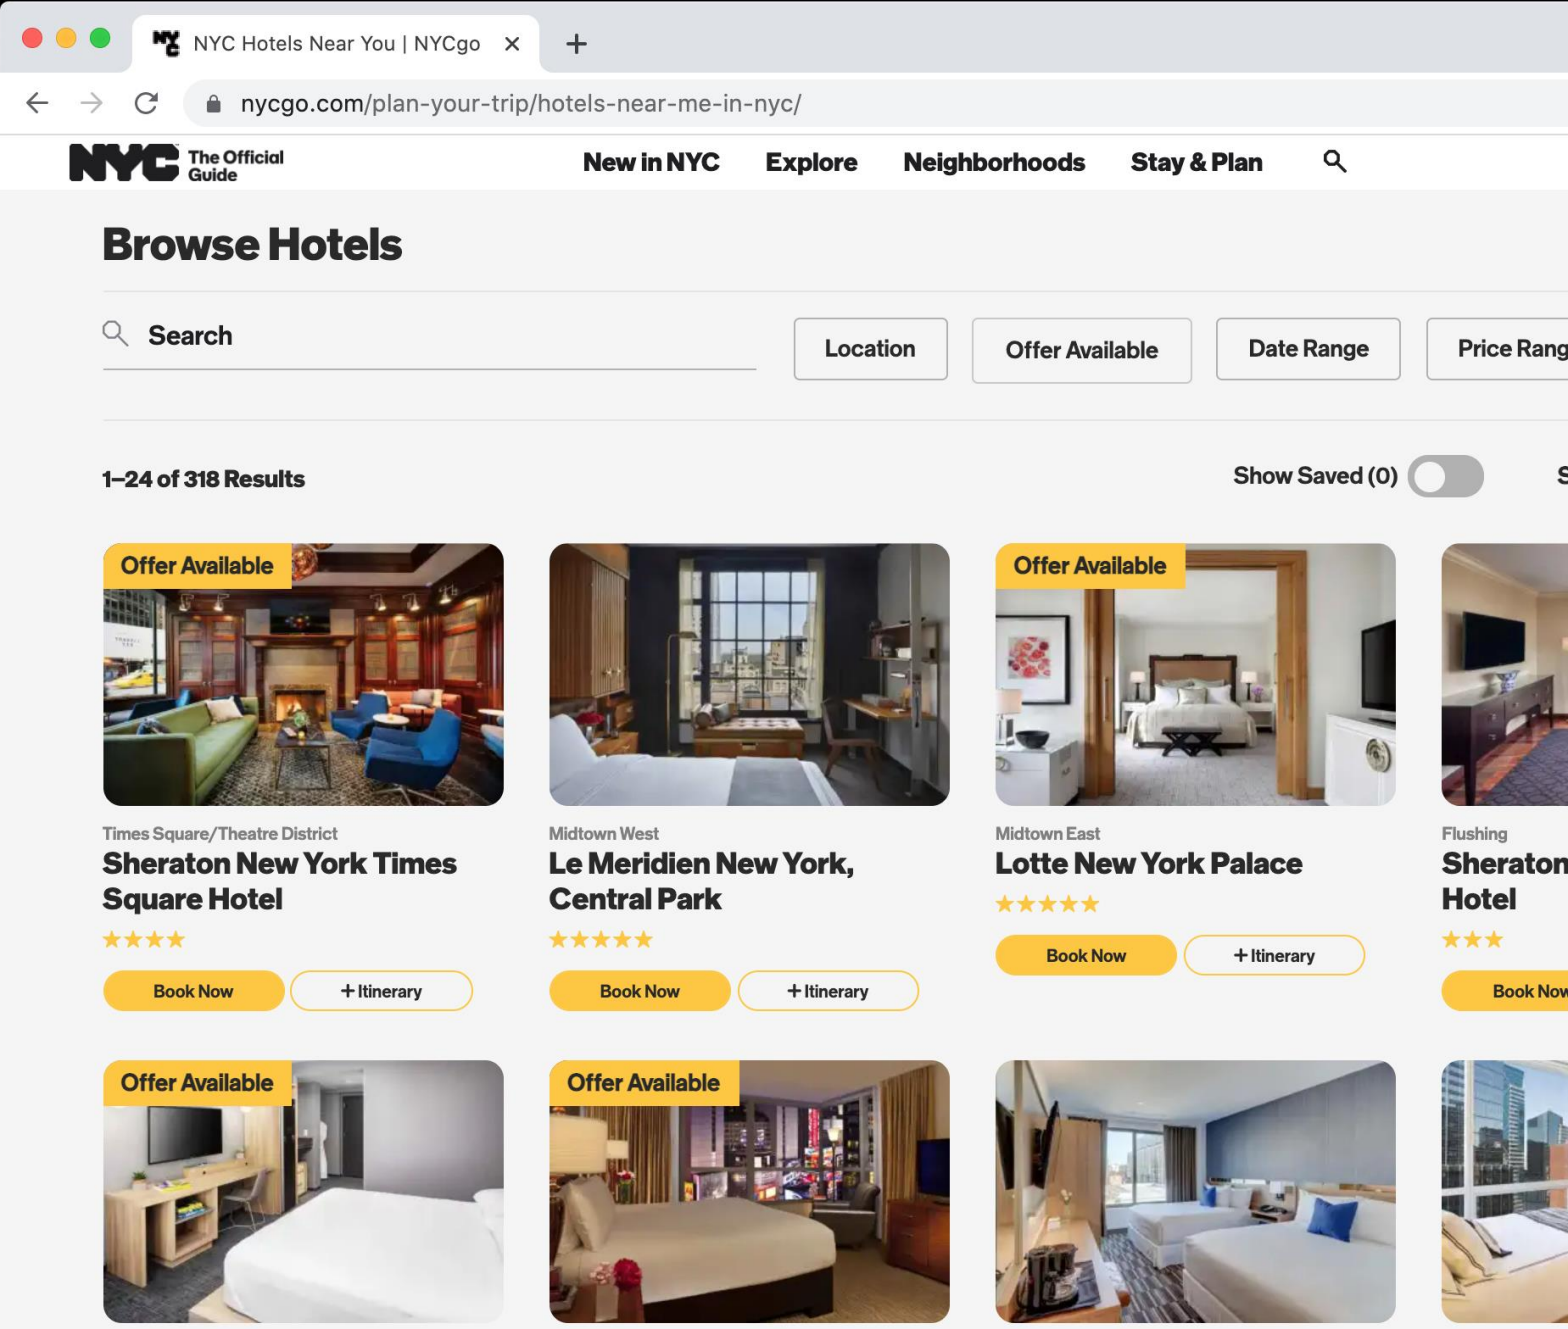 NYC Hotels Near You | NYCgo
nycgo.com/plan-your-trip/hotels-near-me-in-nyc/
NYC The Official Guide
New in NYC Explore Neighborhoods Stay & Plan
Browse Hotels
Search
Location Offer Available Date Range Price Rang
1–24 of 318 Results
Show Saved (0) S
Offer Available
Offer Available
Times Square/Theatre District
Sheraton New York Times
Square Hotel
Book Now + Itinerary
Midtown West
Le Meridien New York,
Central Park
Book Now + Itinerary
Midtown East
Lotte New York Palace
Book Now + Itinerary
Flushing
Sheraton
Hotel
Book Now
Offer Available
Offer Available